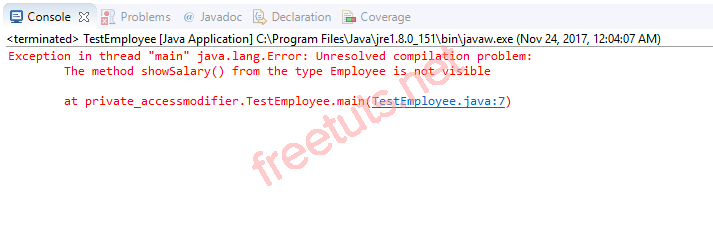 Console Problems @ Javadoc Declaration Coverage
<terminated> TestEmployee [Java Application] C:\Program Files\Java\jre1.8.0_151\bin\javaw.exe (Nov 24, 2017, 12:04:07 AM)
Exception in thread "main" java.lang.Error: Unresolved compilation problem:
The method showSalary() from the type Employee is not visible
at private_accessmodifier.TestEmployee.main(TestEmployee.java:7)
freetuts.net